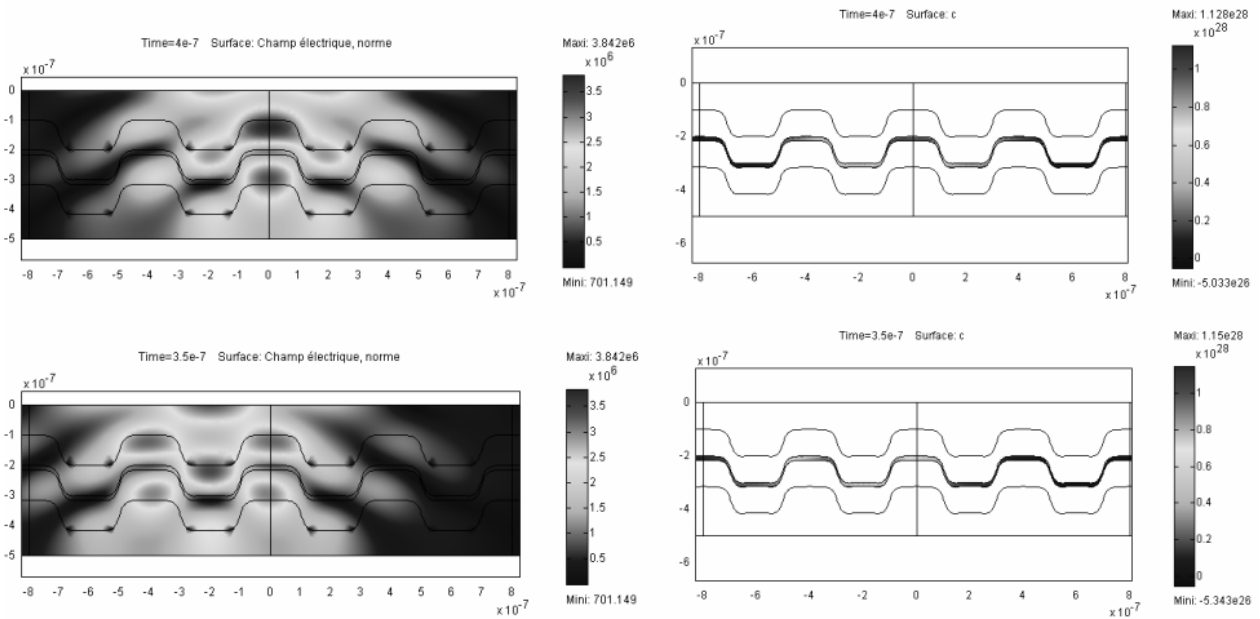 Time=4e-7 Surface: Champ électrique, norme
Maxi: 3.842e6
x 10^-7
x 10^6
0
-1
-2
-3
-4
-5
3.5
3
2.5
2
1.5
1
0.5
-8 -7 -6 -5 -4 -3 -2 -1 0 1 2 3 4 5 6 7 8
x 10^-7
Mini: 701.149
Time=4e-7 Surface: c
Maxi: 1.128e28
x 10^-7
x 10^28
0
-2
-4
-6
1
0.8
0.6
0.4
0.2
0
-8 -6 -4 -2 0 2 4 6 8
x 10^-7
Mini: -5.033e26
Time=3.5e-7 Surface: Champ électrique, norme
Maxi: 3.842e6
x 10^-7
x 10^6
0
-1
-2
-3
-4
-5
3.5
3
2.5
2
1.5
1
0.5
-8 -7 -6 -5 -4 -3 -2 -1 0 1 2 3 4 5 6 7 8
x 10^-7
Mini: 701.149
Time=3.5e-7 Surface: c
Maxi: 1.15e28
x 10^-7
x 10^28
0
-2
-4
-6
1
0.8
0.6
0.4
0.2
0
-8 -6 -4 -2 0 2 4 6 8
x 10^-7
Mini: -5.343e26